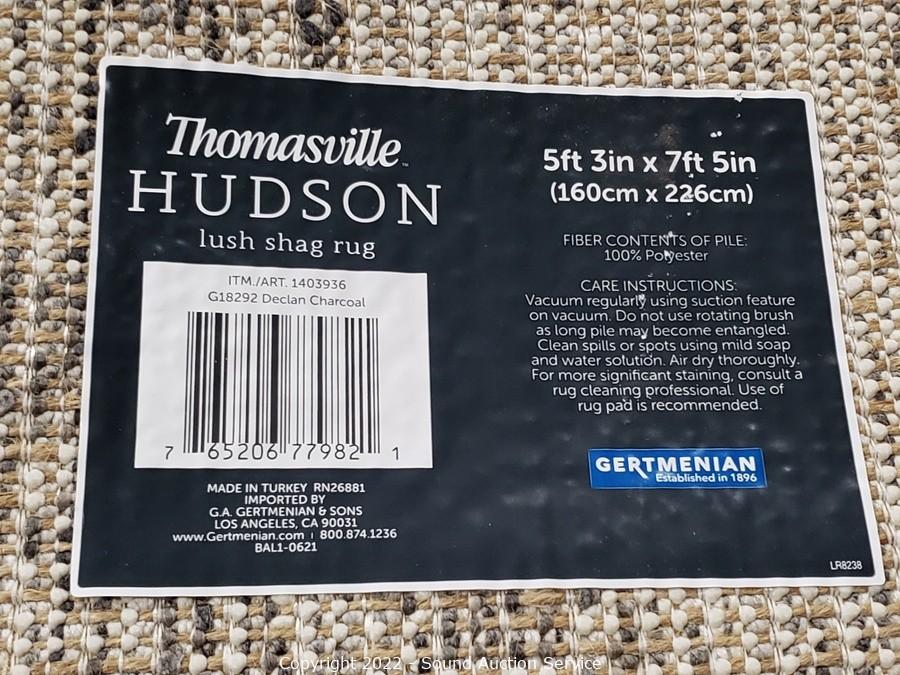 Thomasville™
HUDSON
lush shag rug
ITM./ART. 1403936
G18292 Declan Charcoal
7 65206 77982 1
MADE IN TURKEY RN26881
IMPORTED BY
G.A. GERTMENIAN & SONS
LOS ANGELES, CA 90031
www.Gertmenian.com | 800.874.1236
BAL1-0621
5ft 3in x 7ft 5in
(160cm x 226cm)
FIBER CONTENTS OF PILE:
100% Polyester
CARE INSTRUCTIONS:
Vacuum regularly using suction feature
on vacuum. Do not use rotating brush
as long pile may become entangled.
Clean spills or spots using mild soap
and water solution. Air dry thoroughly.
For more significant staining, consult a
rug cleaning professional. Use of
rug pad is recommended.
GERTMENIAN
Established in 1896
LR8238
Copyright 2022 - Sound Auction Service